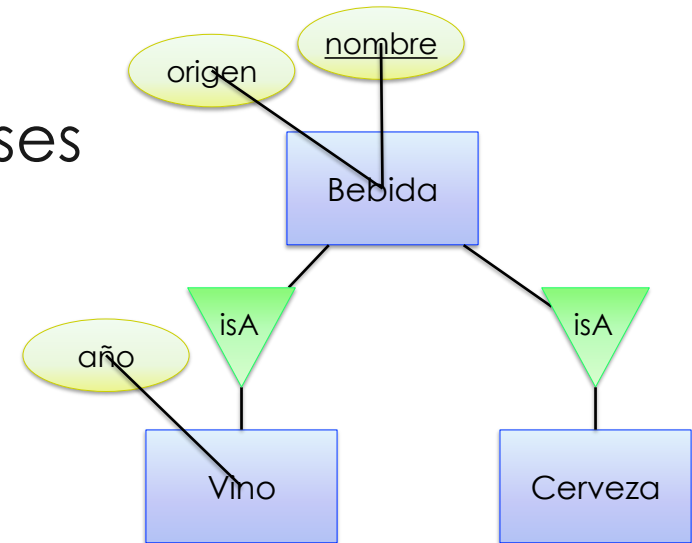 nombre
origen
ses
Bebida
isA
isA
año
Vino
Cerveza